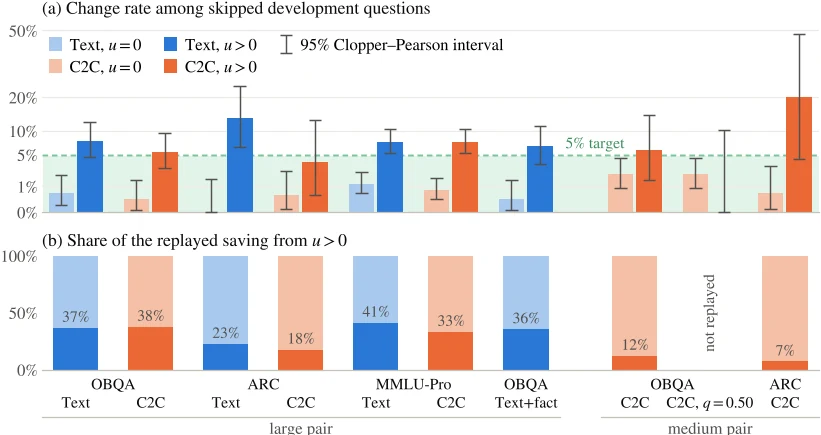 (a) Change rate among skipped development questions
50%
Text, u = 0 Text, u > 0 95% Clopper–Pearson interval
C2C, u = 0 C2C, u > 0
20%
10%
5% target
5%
1%
0%
(b) Share of the replayed saving from u > 0
100%
50%
0%
37% 38% 23% 18% 41% 33% 36% 12% not replayed 7%
OBQA ARC MMLU-Pro OBQA OBQA ARC
Text C2C Text C2C Text C2C Text+fact C2C C2C, q = 0.50 C2C
large pair medium pair